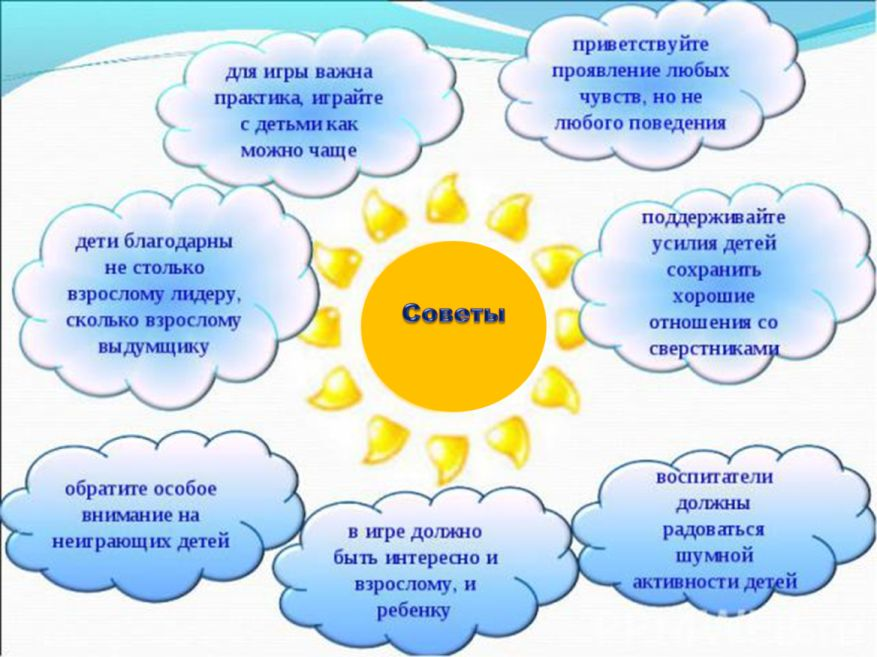 для игры важна
практика, играйте
с детьми как
можно чаще
приветствуйте
проявление любых
чувств, но не
любого поведения
дети благодарны
не столько
взрослому лидеру,
сколько взрослому
выдумщику
Советы
поддерживайте
усилия детей
сохранить
хорошие
отношения со
сверстниками
обратите особое
внимание на
неиграющих детей
в игре должно
быть интересно и
взрослому, и
ребенку
воспитатели
должны
радоваться
шумной
активности детей